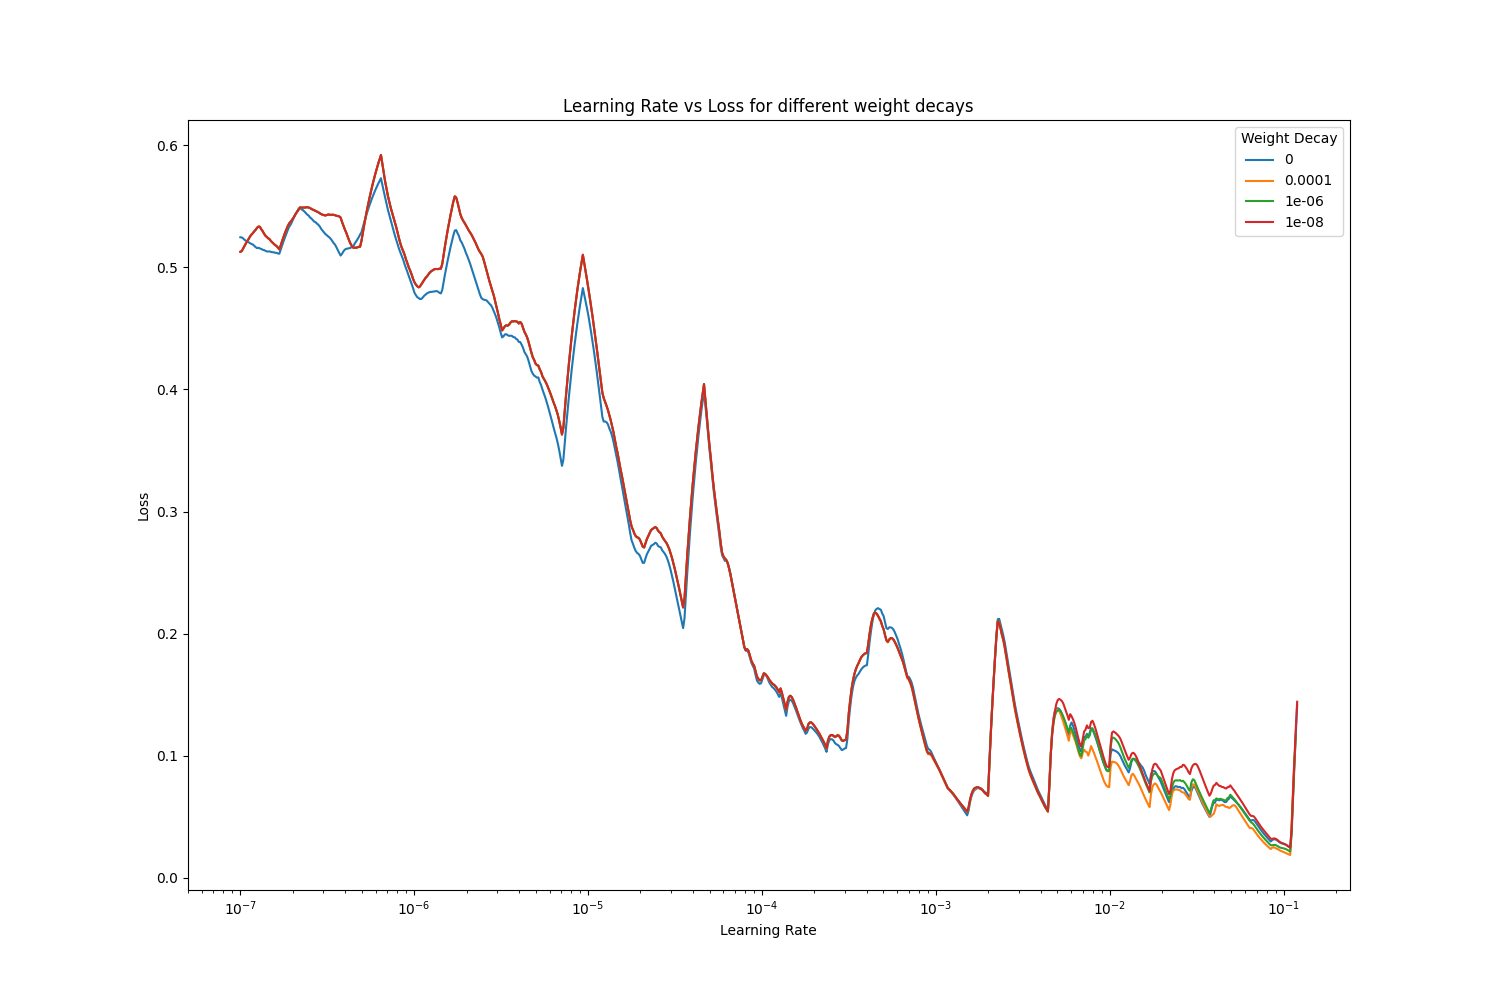 Learning Rate vs Loss for different weight decays
Weight Decay
0
0.0001
1e-06
1e-08
Loss
0.6
0.5
0.4
0.3
0.2
0.1
0.0
10⁻⁷ 10⁻⁶ 10⁻⁵ 10⁻⁴ 10⁻³ 10⁻² 10⁻¹
Learning Rate